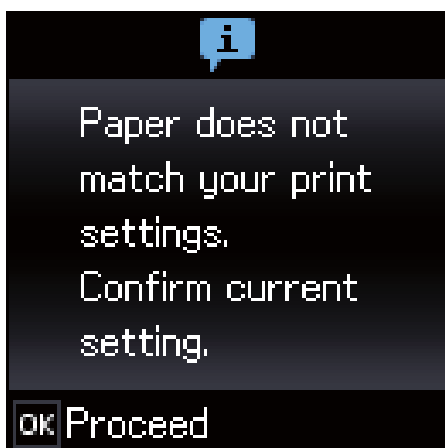 i
Paper does not
match your print
settings.
Confirm current
setting.
OK Proceed